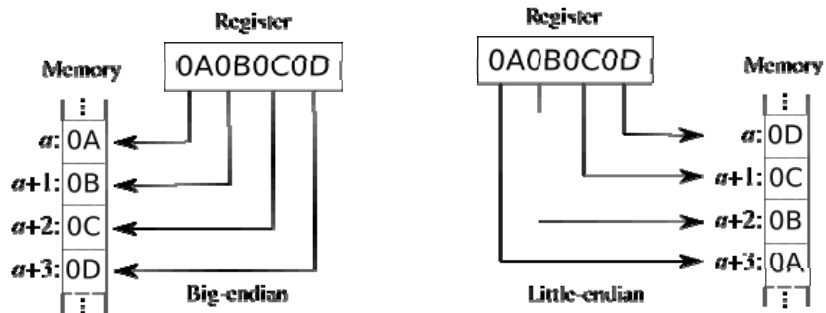 Register
0A0B0C0D
Memory
a: 0A
a+1: 0B
a+2: 0C
a+3: 0D
Big-endian
Register
0A0B0C0D
Memory
a: 0D
a+1: 0C
a+2: 0B
a+3: 0A
Little-endian